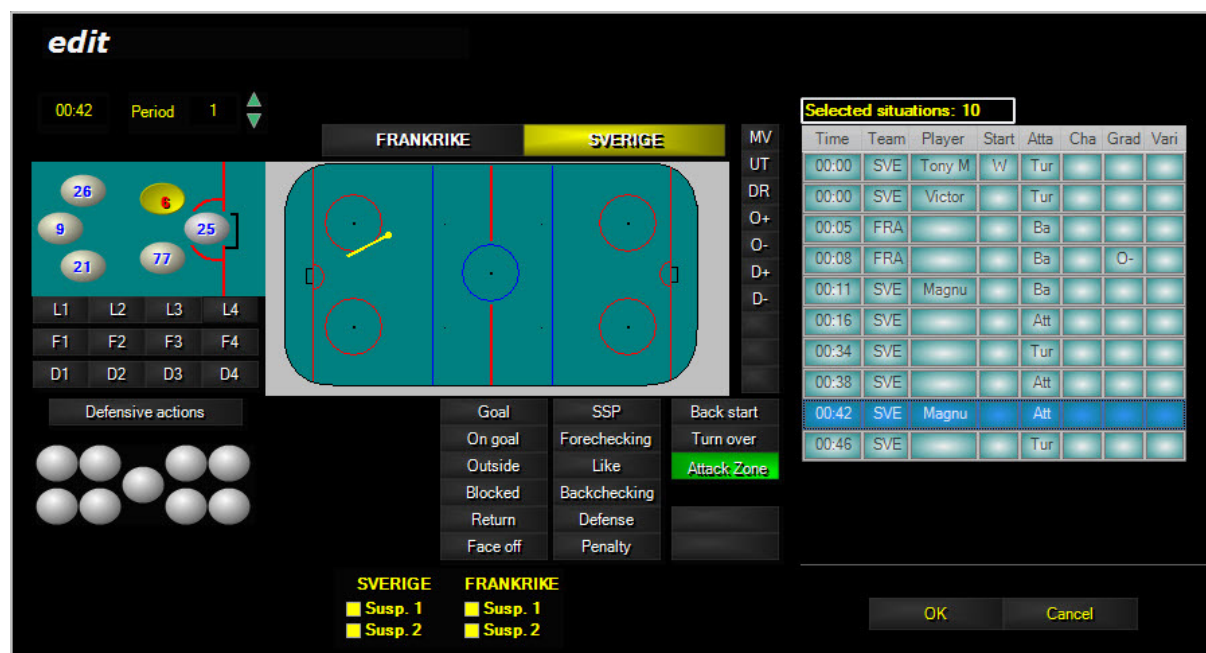 edit
00:42 Period 1
Selected situations: 10
FRANKRIKE SVERIGE
MV
UT
DR
O+
O-
D+
D-
26
6
9
25
77
21
L1 L2 L3 L4
F1 F2 F3 F4
D1 D2 D3 D4
Defensive actions
Goal SSP Back start
On goal Forechecking Turn over
Outside Like Attack Zone
Blocked Backchecking
Return Defense
Face off Penalty
SVERIGE FRANKRIKE
Susp. 1 Susp. 1
Susp. 2 Susp. 2
Time Team Player Start Atta Cha Grad Vari
00:00 SVE Tony M W Tur
00:00 SVE Victor Tur
00:05 FRA Ba
00:08 FRA Ba O-
00:11 SVE Magnu Ba
00:16 SVE Att
00:34 SVE Tur
00:38 SVE Att
00:42 SVE Magnu Att
00:46 SVE Tur
OK Cancel